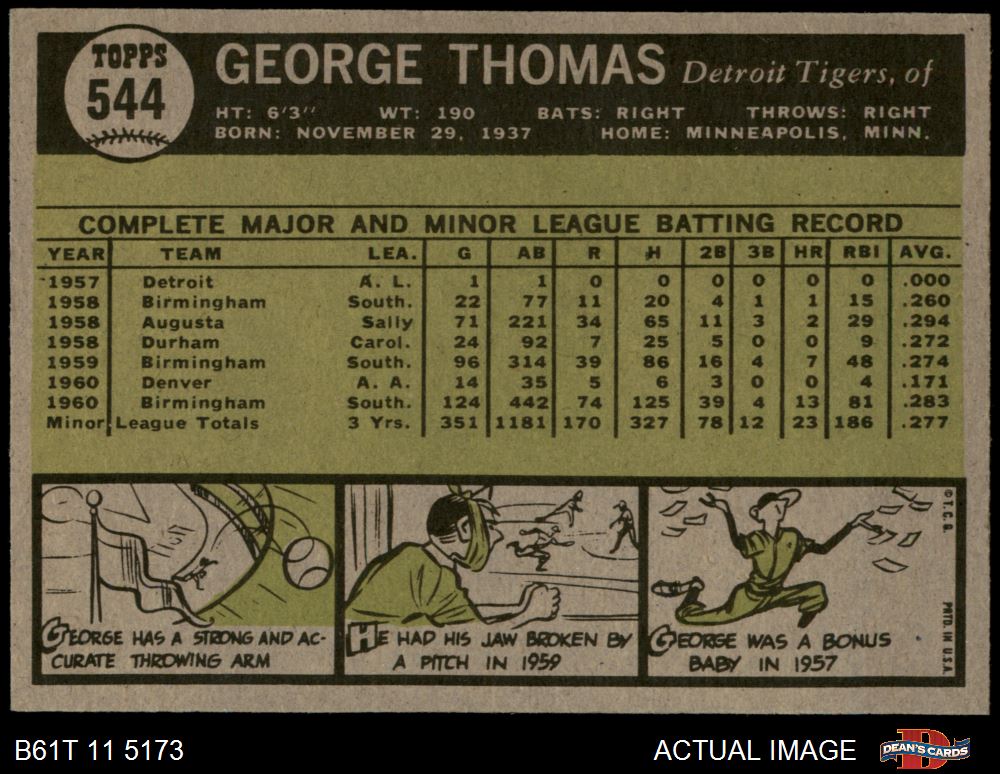 TOPPS
544
GEORGE THOMAS Detroit Tigers, of
HT: 6'3'' WT: 190 BATS: RIGHT THROWS: RIGHT
BORN: NOVEMBER 29, 1937 HOME: MINNEAPOLIS, MINN.
COMPLETE MAJOR AND MINOR LEAGUE BATTING RECORD
YEAR TEAM LEA. G AB R H 2B 3B HR RBI AVG.
1957 Detroit A. L. 1 1 0 0 0 0 0 0 .000
1958 Birmingham South. 22 77 11 20 4 1 1 15 .260
1958 Augusta Sally 71 221 34 65 11 3 2 29 .294
1958 Durham Carol. 24 92 7 25 5 0 0 9 .272
1959 Birmingham South. 96 314 39 86 16 4 7 48 .274
1960 Denver A. A. 14 35 5 6 3 0 0 4 .171
1960 Birmingham South. 124 442 74 125 39 4 13 81 .283
Minor League Totals 3 Yrs. 351 1181 170 327 78 12 23 186 .277
GEORGE HAS A STRONG AND AC-
CURATE THROWING ARM
HE HAD HIS JAW BROKEN BY
A PITCH IN 1959
GEORGE WAS A BONUS
BABY IN 1957
© T. C. G.
PRTD. IN U.S.A.
B61T 11 5173
ACTUAL IMAGE
DEAN'S CARDS